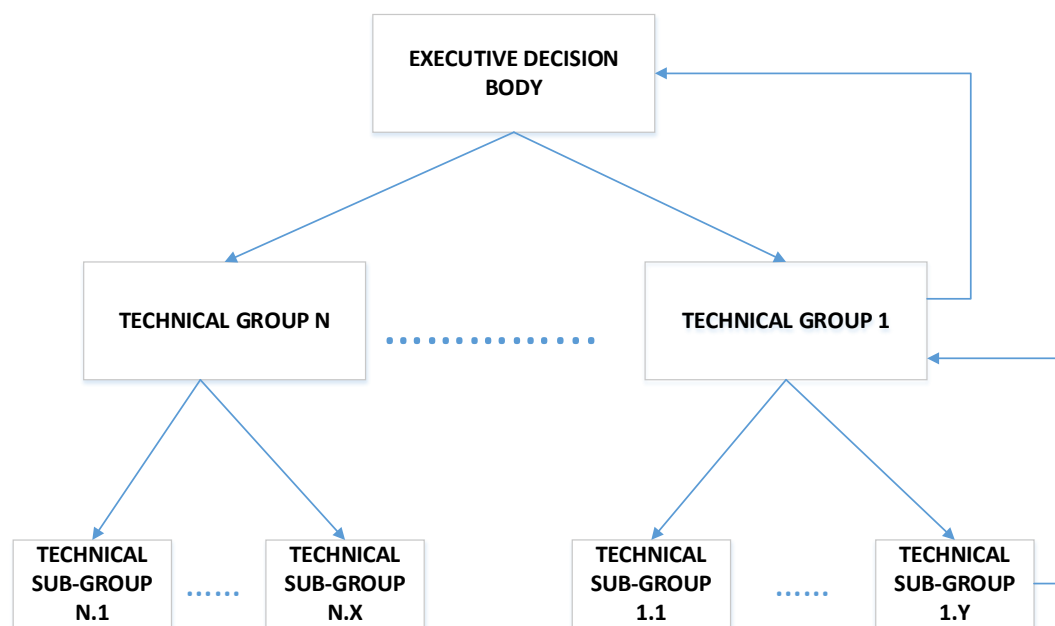 EXECUTIVE DECISION
BODY
TECHNICAL GROUP N
TECHNICAL GROUP 1
TECHNICAL
SUB-GROUP
N.1
TECHNICAL
SUB-GROUP
N.X
TECHNICAL
SUB-GROUP
1.1
TECHNICAL
SUB-GROUP
1.Y